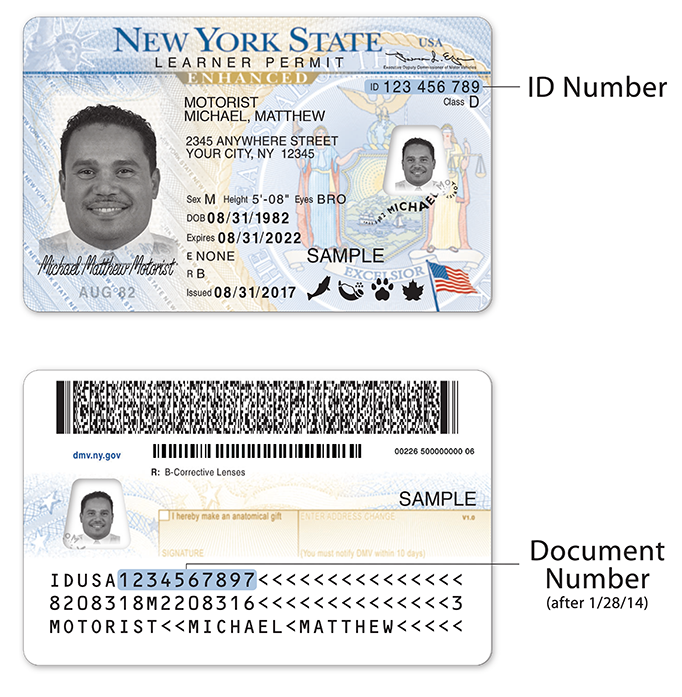 NEW YORK STATE
USA
LEARNER PERMIT
Executive Deputy Commissioner of Motor Vehicles
ENHANCED
ID 123 456 789
ID Number
Class D
MOTORIST
MICHAEL, MATTHEW
2345 ANYWHERE STREET
YOUR CITY, NY 12345
MICHAEL
Sex M Height 5'-08" Eyes BRO
DOB 08/31/1982
Expires 08/31/2022
E NONE
SAMPLE
R B
EXCELSIOR
Michael Matthew Motorist
AUG 82
Issued 08/31/2017
dmv.ny.gov
00226 500000000 06
R: B-Corrective Lenses
SAMPLE
I hereby make an anatomical gift
ENTER ADDRESS CHANGE
V1.0
SIGNATURE
(You must notify DMV within 10 days)
Document
Number
(after 1/28/14)
IDUSA1234567897<<<<<<<<<<<<<<<
8208318M2208316<<<<<<<<<<<<<<3
MOTORIST<<MICHAEL<MATTHEW<<<<<